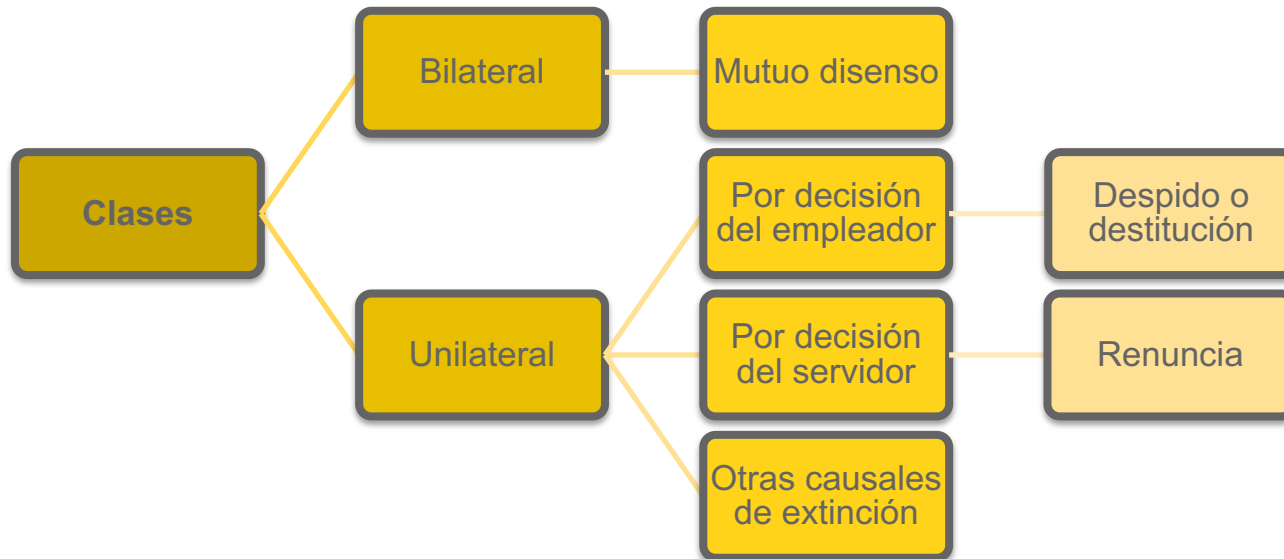 Bilateral
Mutuo disenso
Clases
Por decisión
del empleador
Despido o
destitución
Unilateral
Por decisión
del servidor
Renuncia
Otras causales
de extinción